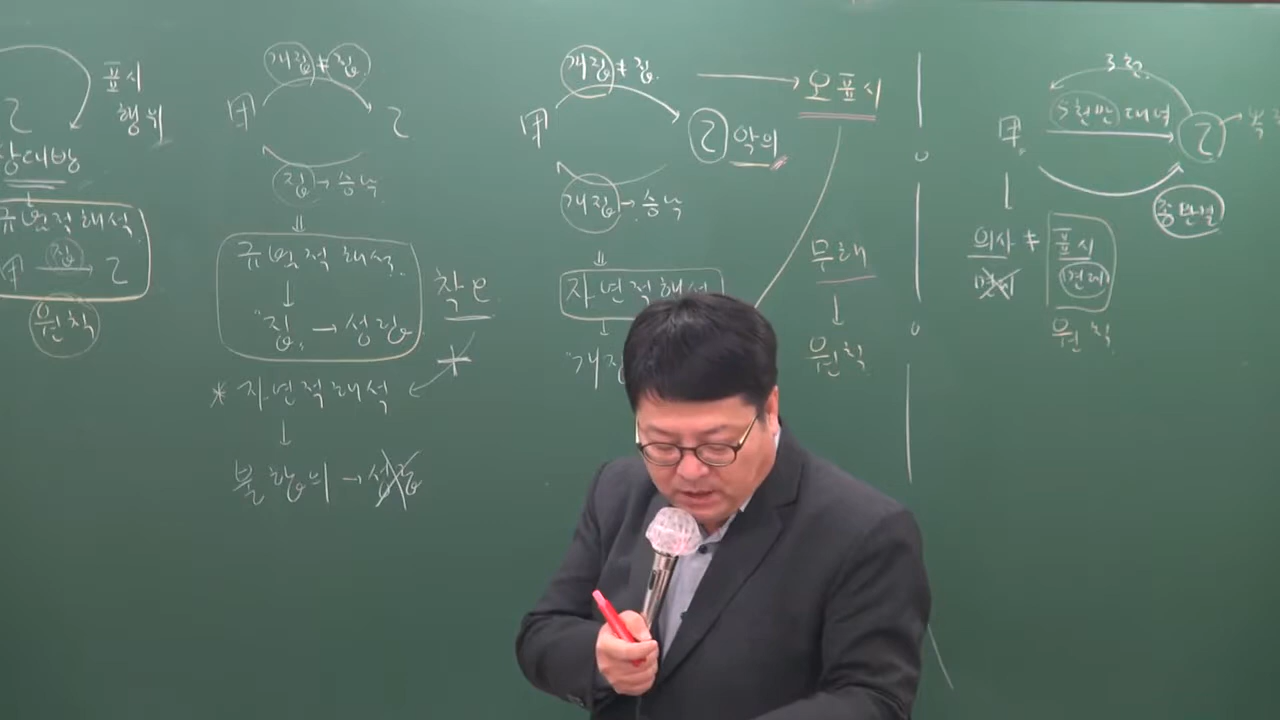 표시
행위
乙
상대방
규범적해석
甲 집 乙
원칙
개집 ≠ 집
甲 乙
집 → 승낙
⇓
규범적해석
↓
"집" → 성립
착오
* 자연적해석
↓
불합의 → 성립
개집 ≠ 집 → 오표시
甲 乙 악의
개집 → 승낙
⇓
자연적해석
↓
"개집
무해
↓
원칙
3천
甲 5천만 대여 乙 →
↓
의사 ≠ 표시
원칙